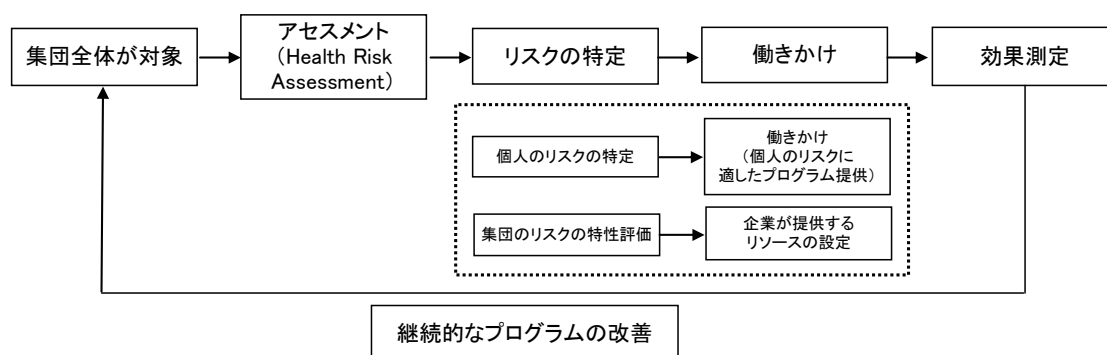 集団全体が対象
アセスメント
(Health Risk
Assessment)
リスクの特定
働きかけ
効果測定
個人のリスクの特定
働きかけ
(個人のリスクに
適したプログラム提供)
集団のリスクの特性評価
企業が提供する
リソースの設定
継続的なプログラムの改善